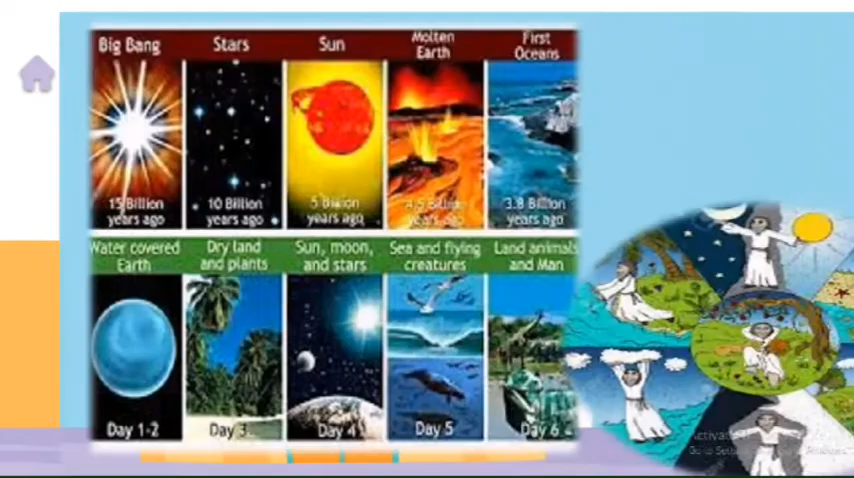 Big Bang
Stars
Sun
Molten
Earth
First
Oceans
15 Billion
years ago
10 Billion
years ago
5 Billion
years ago
4.5 Billion
years ago
3.8 Billion
years ago
Water covered
Earth
Dry land
and plants
Sun, moon,
and stars
Sea and flying
creatures
Land animals
and Man
Day 1-2
Day 3
Day 4
Day 5
Day 6
Go to